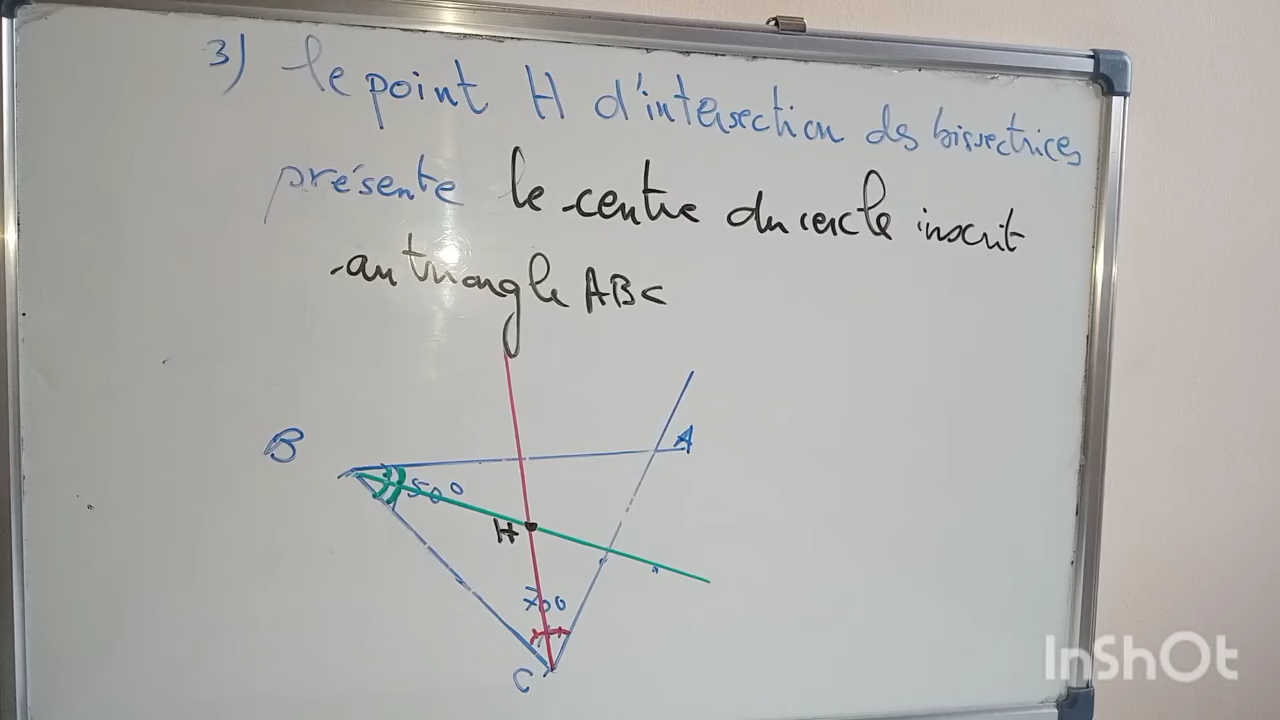 3) le point H d'intersection des bissectrices
présente le centre du cercle inscrit
au triangle ABC
B
A
50°
H
70°
C
InShOt